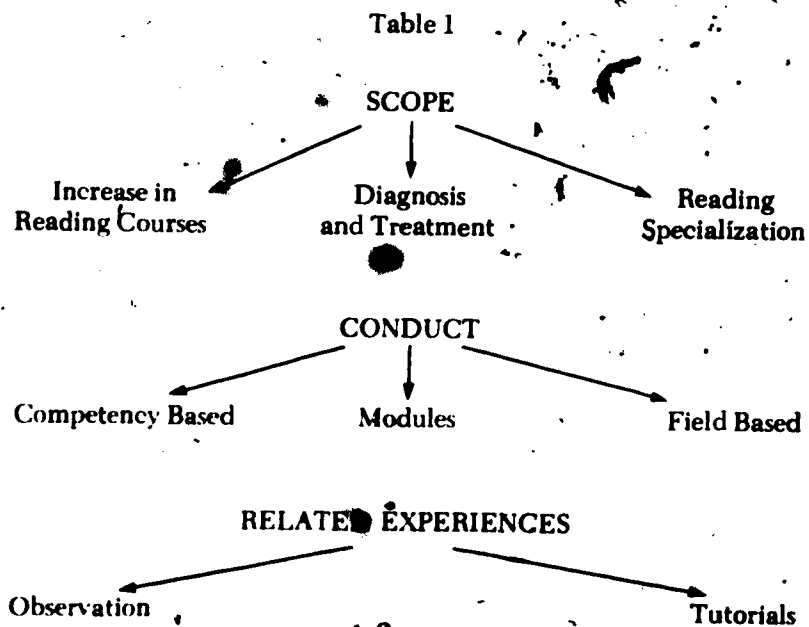 Table 1
SCOPE
Increase in
Reading Courses
Diagnosis
and Treatment
Reading
Specialization
CONDUCT
Competency Based
Modules
Field Based
RELATED EXPERIENCES
Observation
Tutorials